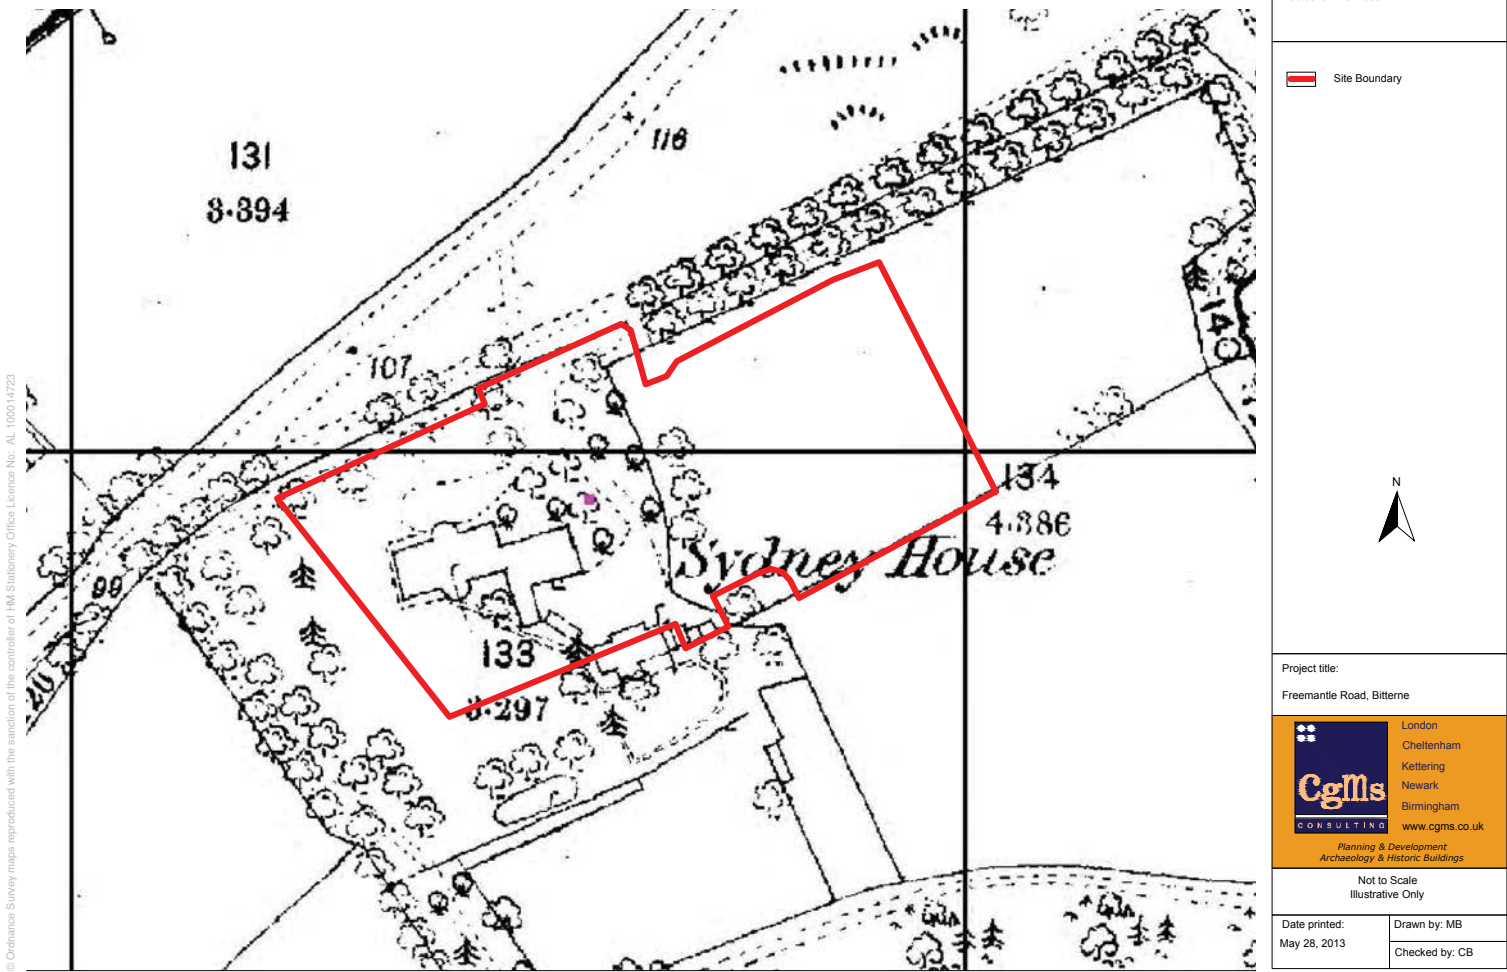 131
3·394
118
107
99
20
133
3·297
134
4·386
140
Sydney House
© Ordnance Survey maps reproduced with the sanction of the controller of HM Stationery Office Licence No: AL 100014723
Site Boundary
N
Project title:
Freemantle Road, Bitterne
CgMs
CONSULTING
London
Cheltenham
Kettering
Newark
Birmingham
www.cgms.co.uk
Planning & Development
Archaeology & Historic Buildings
Not to Scale
Illustrative Only
Date printed:
May 28, 2013
Drawn by: MB
Checked by: CB